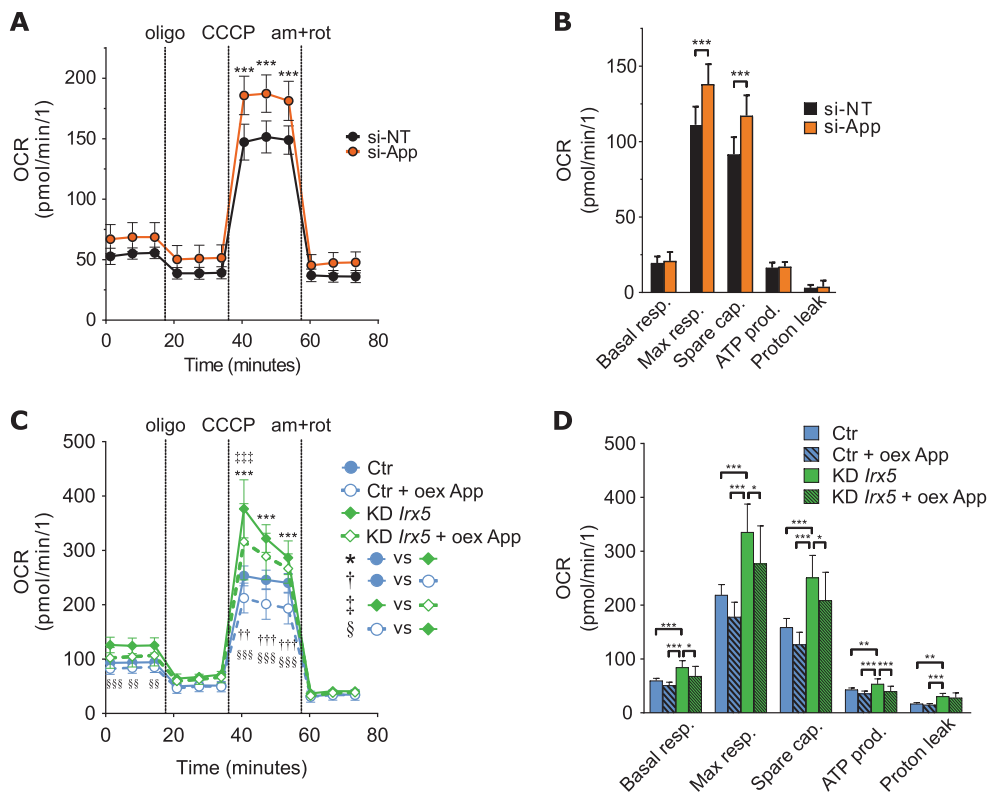 A
oligo CCCP am+rot
OCR
(pmol/min/1)
200
150
100
50
0
*** *** ***
si-NT
si-App
0 20 40 60 80
Time (minutes)
B
OCR
(pmol/min/1)
150
100
50
0
*** ***
si-NT
si-App
Basal resp. Max resp. Spare cap. ATP prod. Proton leak
C
oligo CCCP am+rot
OCR
(pmol/min/1)
500
400
300
200
100
0
‡‡‡
*** *** ***
†† ††† †††
§§§ §§§ §§§
§§§ §§ §§
Ctr
Ctr + oex App
KD Irx5
KD Irx5 + oex App
* vs
† vs
‡ vs
§ vs
0 20 40 60 80
Time (minutes)
D
OCR
(pmol/min/1)
500
400
300
200
100
0
Ctr
Ctr + oex App
KD Irx5
KD Irx5 + oex App
*** *** *
*** *** *
*** *** *
** *** ***
** ***
Basal resp. Max resp. Spare cap. ATP prod. Proton leak